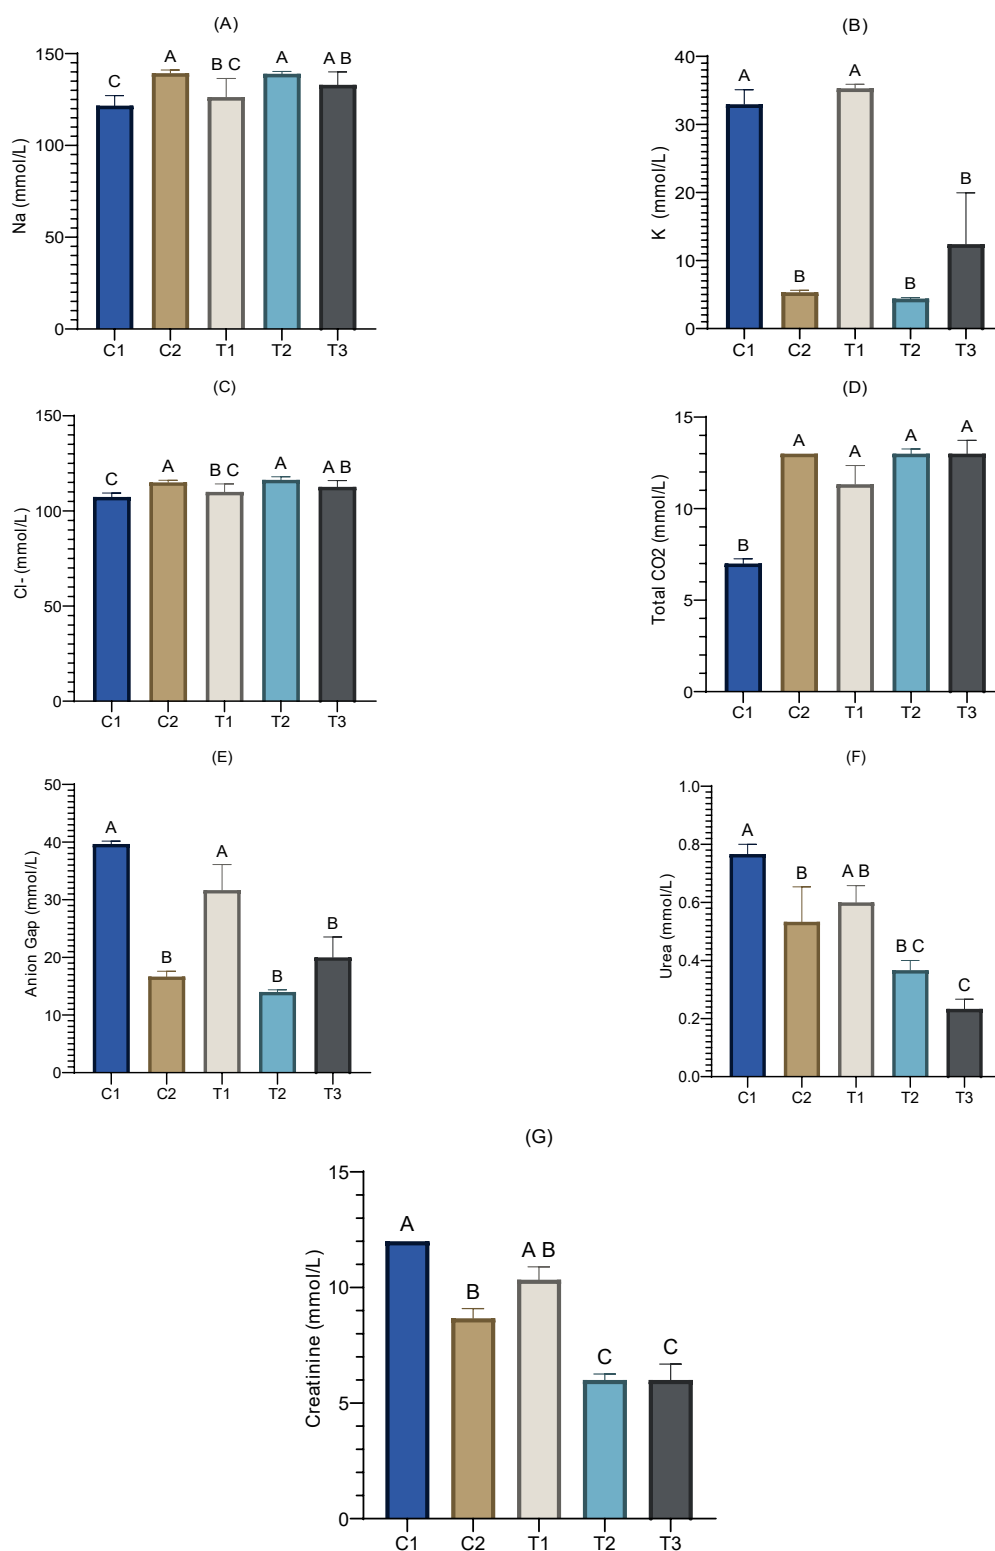 (A)
Na (mmol/L)
150
100
50
0
C
A
B C
A
A B
C1 C2 T1 T2 T3
(B)
K (mmol/L)
40
30
20
10
0
A
B
A
B
B
C1 C2 T1 T2 T3
(C)
Cl- (mmol/L)
150
100
50
0
C
A
B C
A
A B
C1 C2 T1 T2 T3
(D)
Total CO2 (mmol/L)
15
10
5
0
B
A
A
A
A
C1 C2 T1 T2 T3
(E)
Anion Gap (mmol/L)
50
40
30
20
10
0
A
B
A
B
B
C1 C2 T1 T2 T3
(F)
Urea (mmol/L)
1.0
0.8
0.6
0.4
0.2
0.0
A
B
A B
B C
C
C1 C2 T1 T2 T3
(G)
Creatinine (mmol/L)
15
10
5
0
A
B
A B
C
C
C1 C2 T1 T2 T3